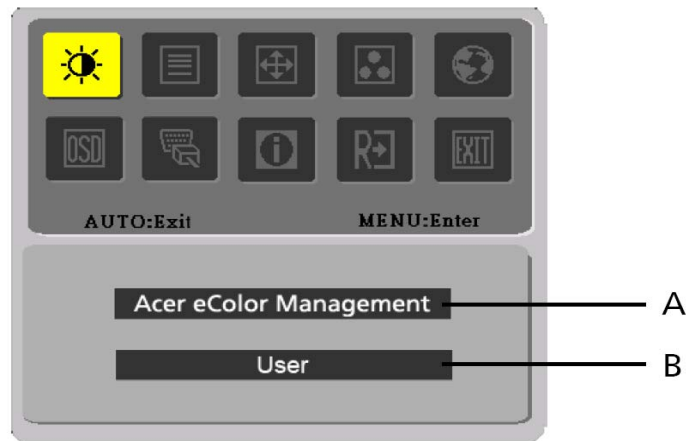 OSD
i
R
EXIT
AUTO:Exit MENU:Enter
Acer eColor Management A
User B